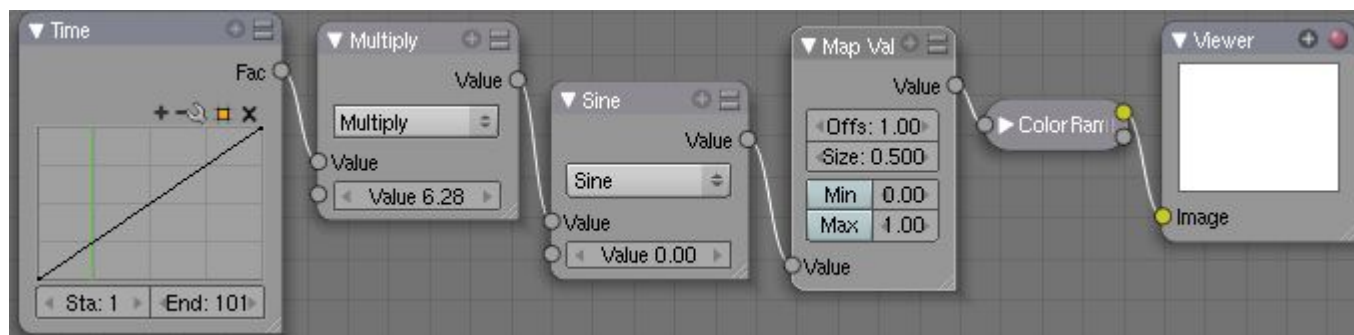 Time
Fac
Sta: 1
End: 101
Multiply
Value
Multiply
Value
Value 6.28
Sine
Value
Sine
Value
Value 0.00
Map Val
Value
Offs: 1.00
Size: 0.500
Min 0.00
Max 1.00
Value
ColorRam
Viewer
Image